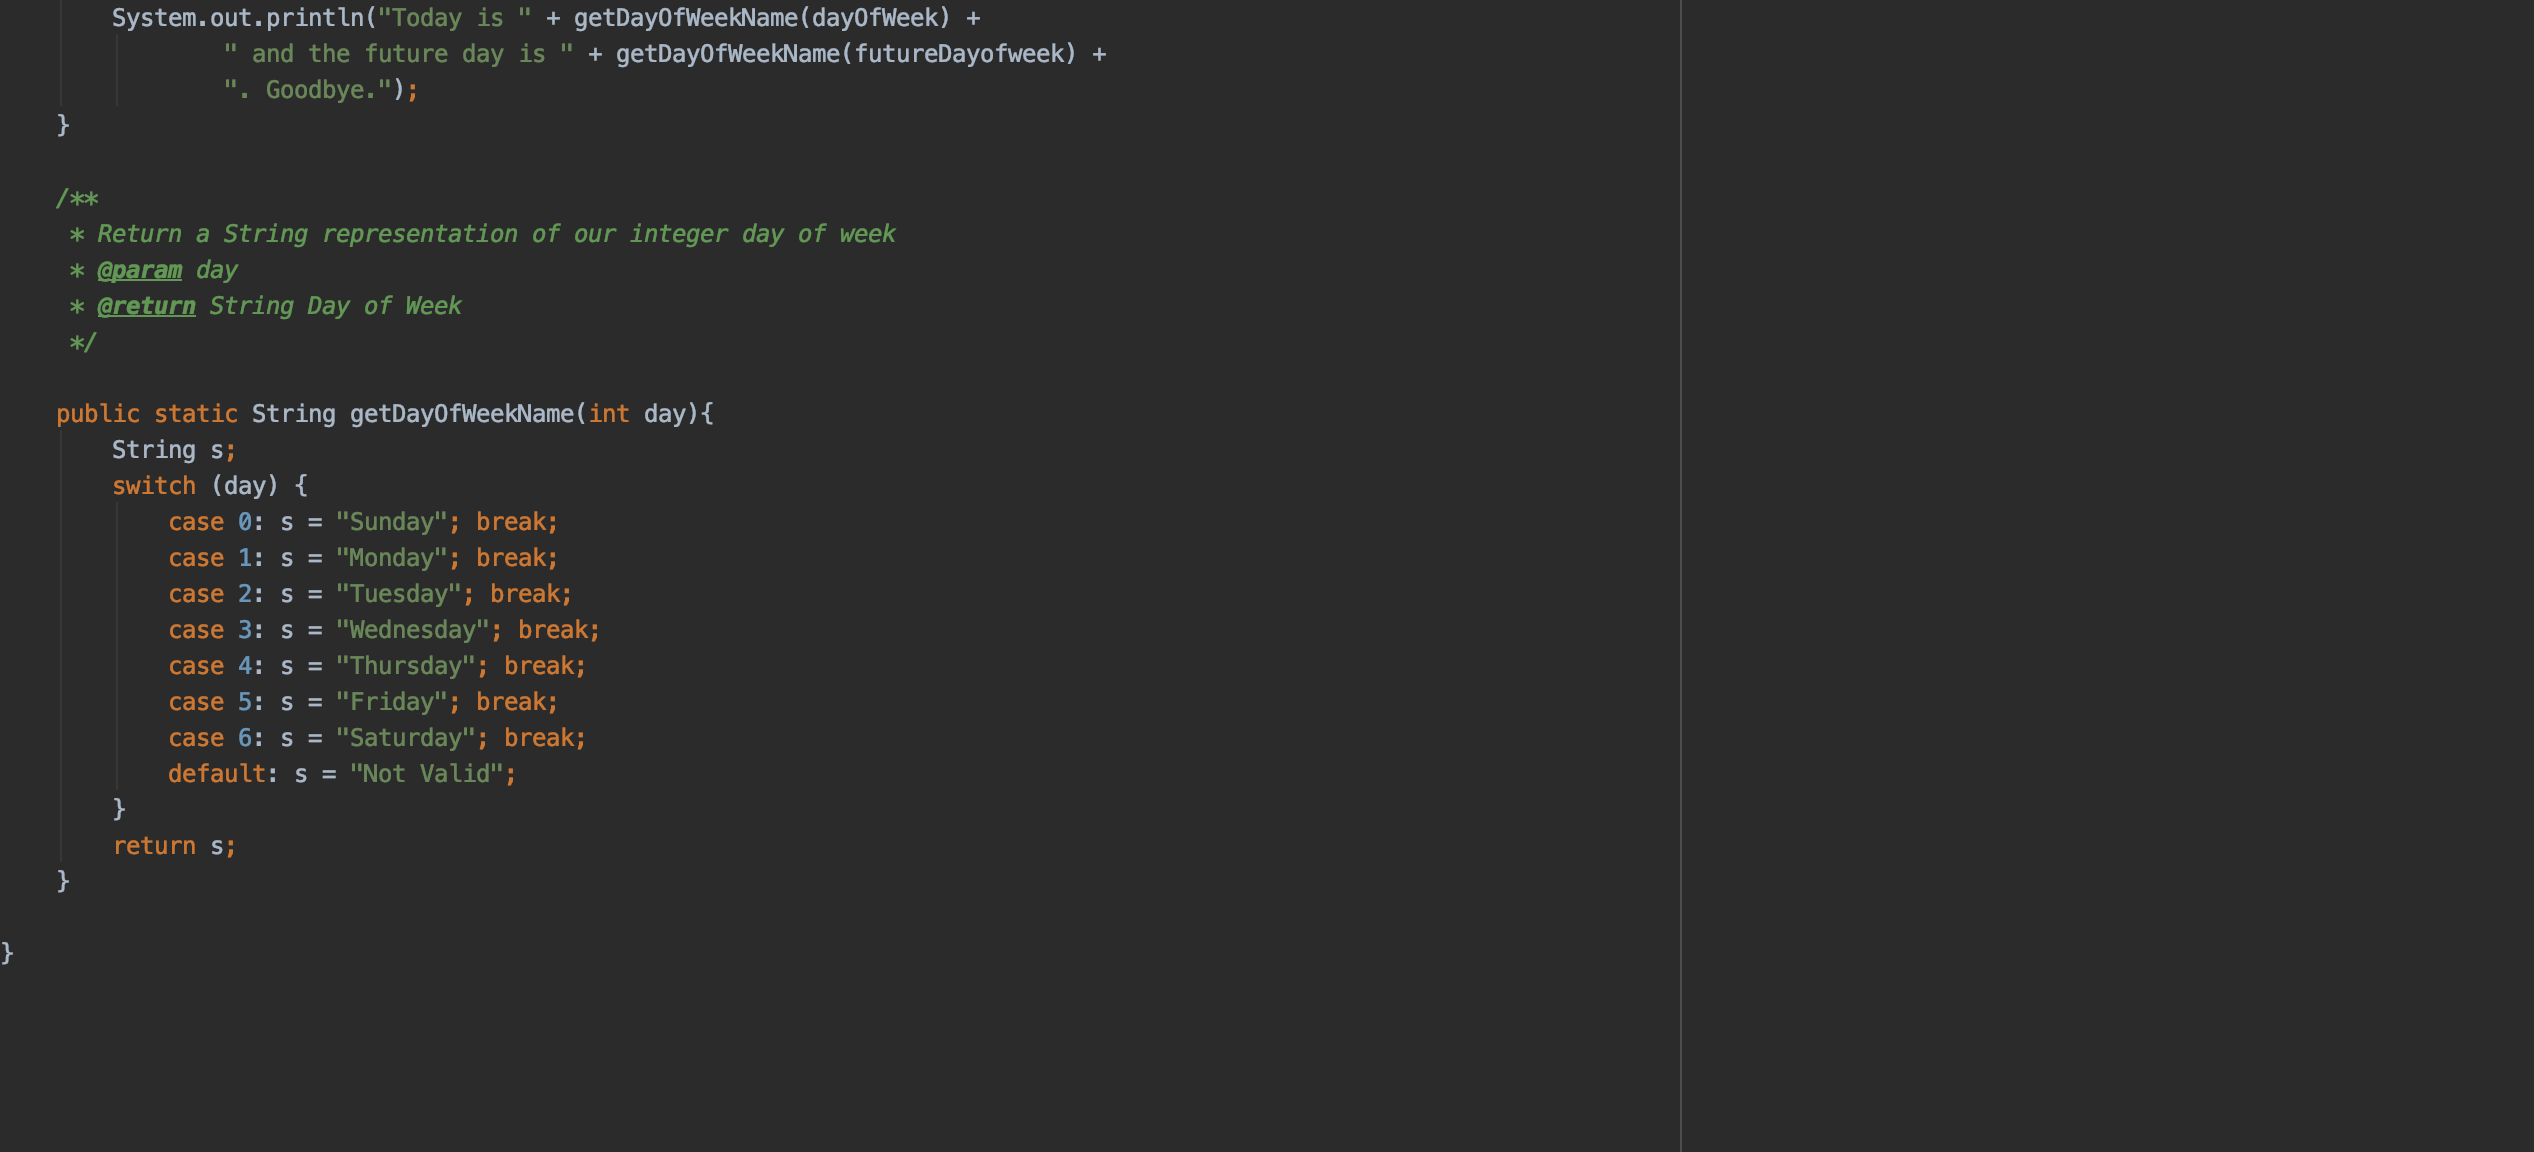 System.out.println("Today is " + getDayOfWeekName(dayOfWeek) +
" and the future day is " + getDayOfWeekName(futureDayofweek) +
". Goodbye.");
}
/**
* Return a String representation of our integer day of week
* @param day
* @return String Day of Week
*/
public static String getDayOfWeekName(int day){
String s;
switch (day) {
case 0: s = "Sunday"; break;
case 1: s = "Monday"; break;
case 2: s = "Tuesday"; break;
case 3: s = "Wednesday"; break;
case 4: s = "Thursday"; break;
case 5: s = "Friday"; break;
case 6: s = "Saturday"; break;
default: s = "Not Valid";
}
return s;
}
}